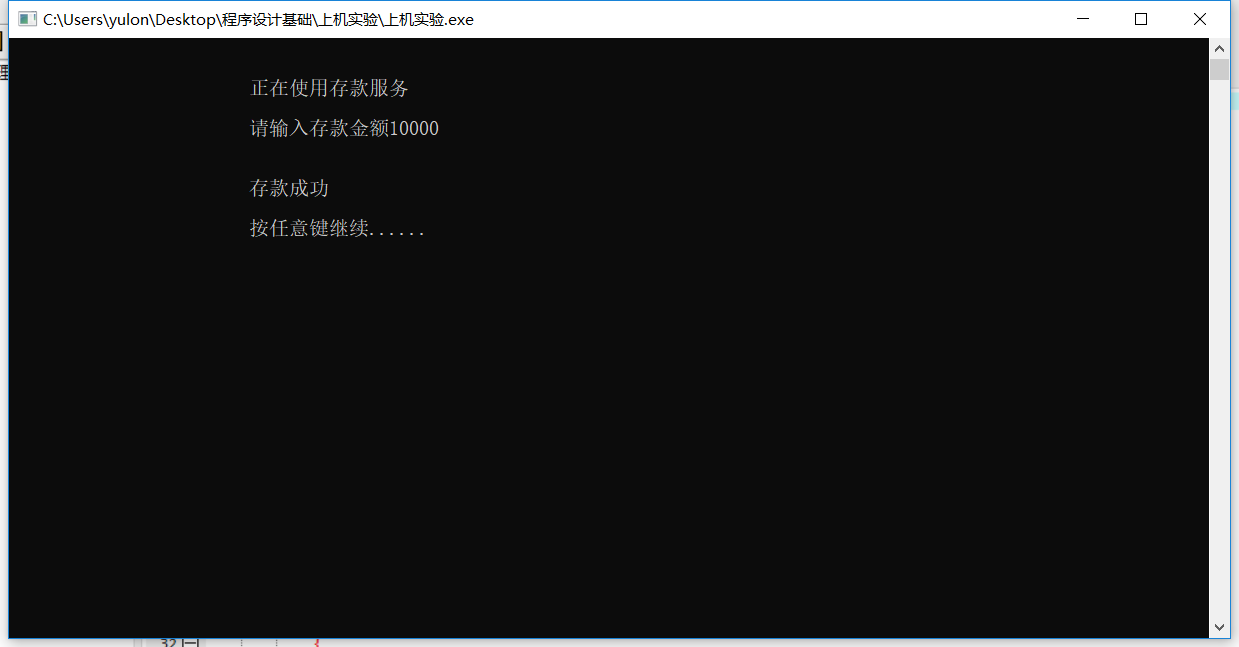 C:\Users\yulon\Desktop\程序设计基础\上机实验\上机实验.exe
正在使用存款服务
请输入存款金额10000
存款成功
按任意键继续......